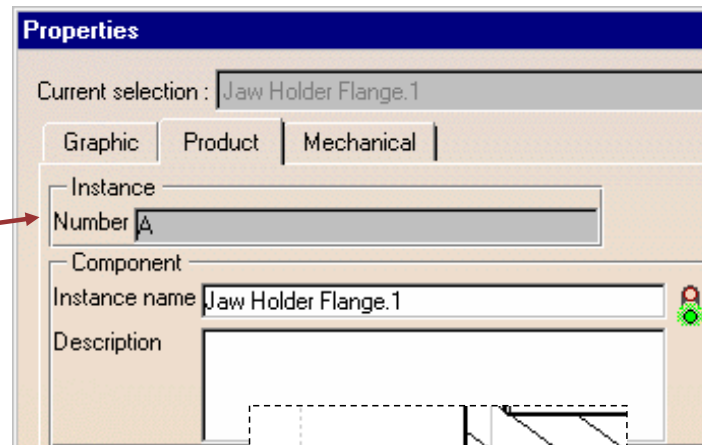 Properties
Current selection : Jaw Holder Flange.1
Graphic Product Mechanical
Instance
Number A
Component
Instance name Jaw Holder Flange.1
Description